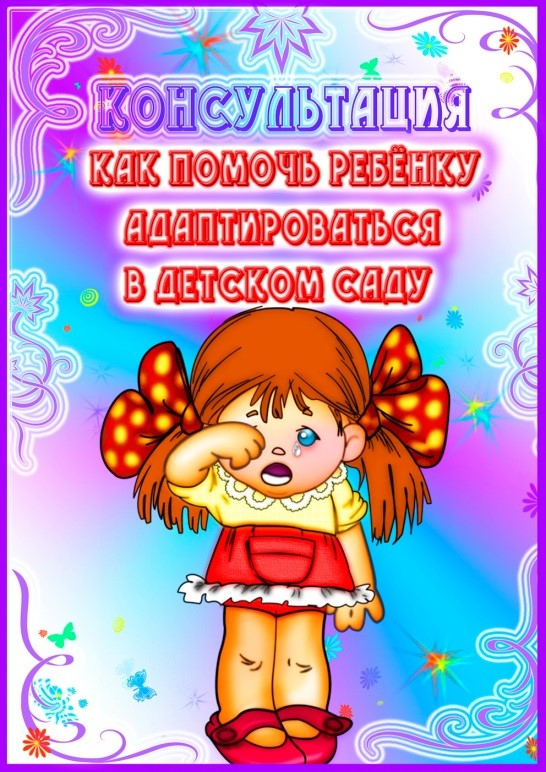 КОНСУЛЬТАЦИЯ
КАК ПОМОЧЬ РЕБЁНКУ
АДАПТИРОВАТЬСЯ
В ДЕТСКОМ САДУ